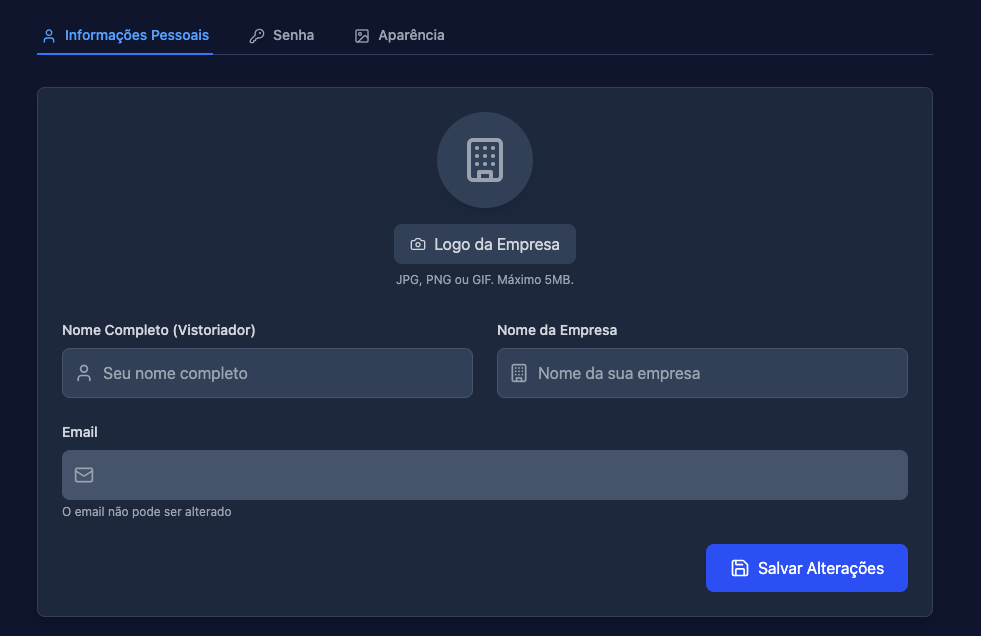 Informações Pessoais
Senha
Aparência
Logo da Empresa
JPG, PNG ou GIF. Máximo 5MB.
Nome Completo (Vistoriador)
Seu nome completo
Nome da Empresa
Nome da sua empresa
Email
O email não pode ser alterado
Salvar Alterações